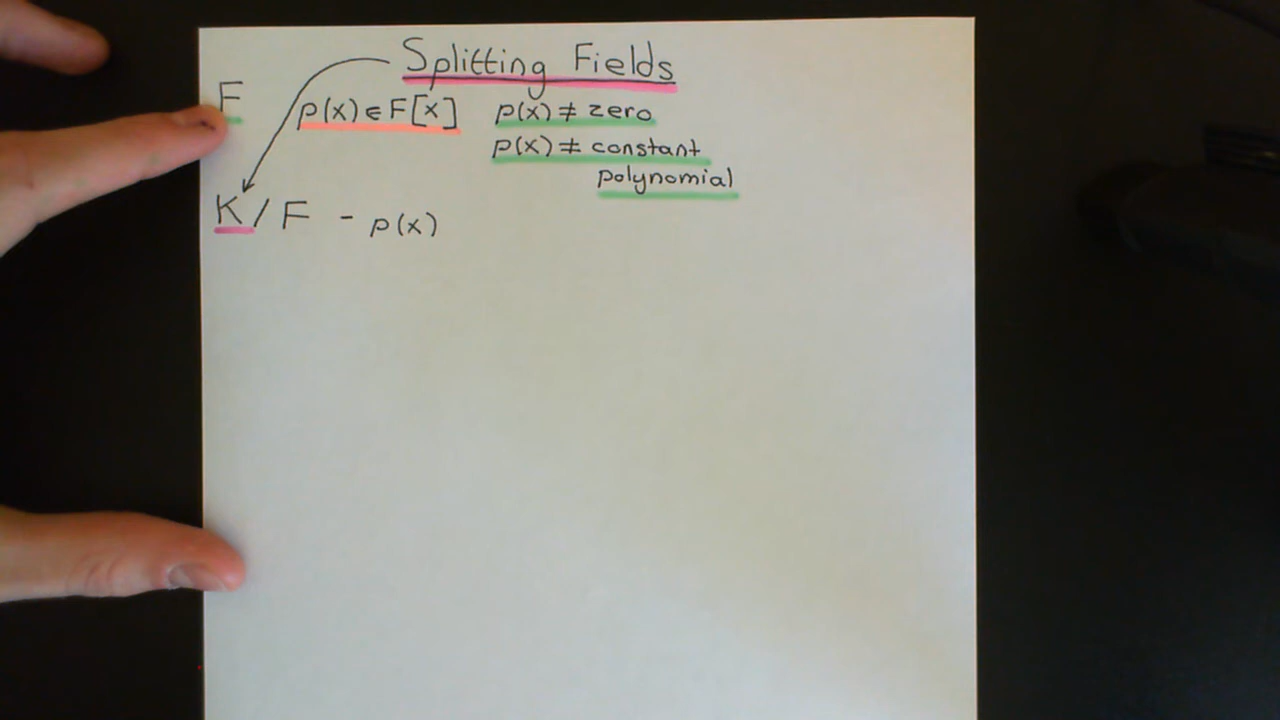 Splitting Fields
F p(x) ∈ F[x] p(x) ≠ zero
p(x) ≠ constant
polynomial
K / F - p(x)